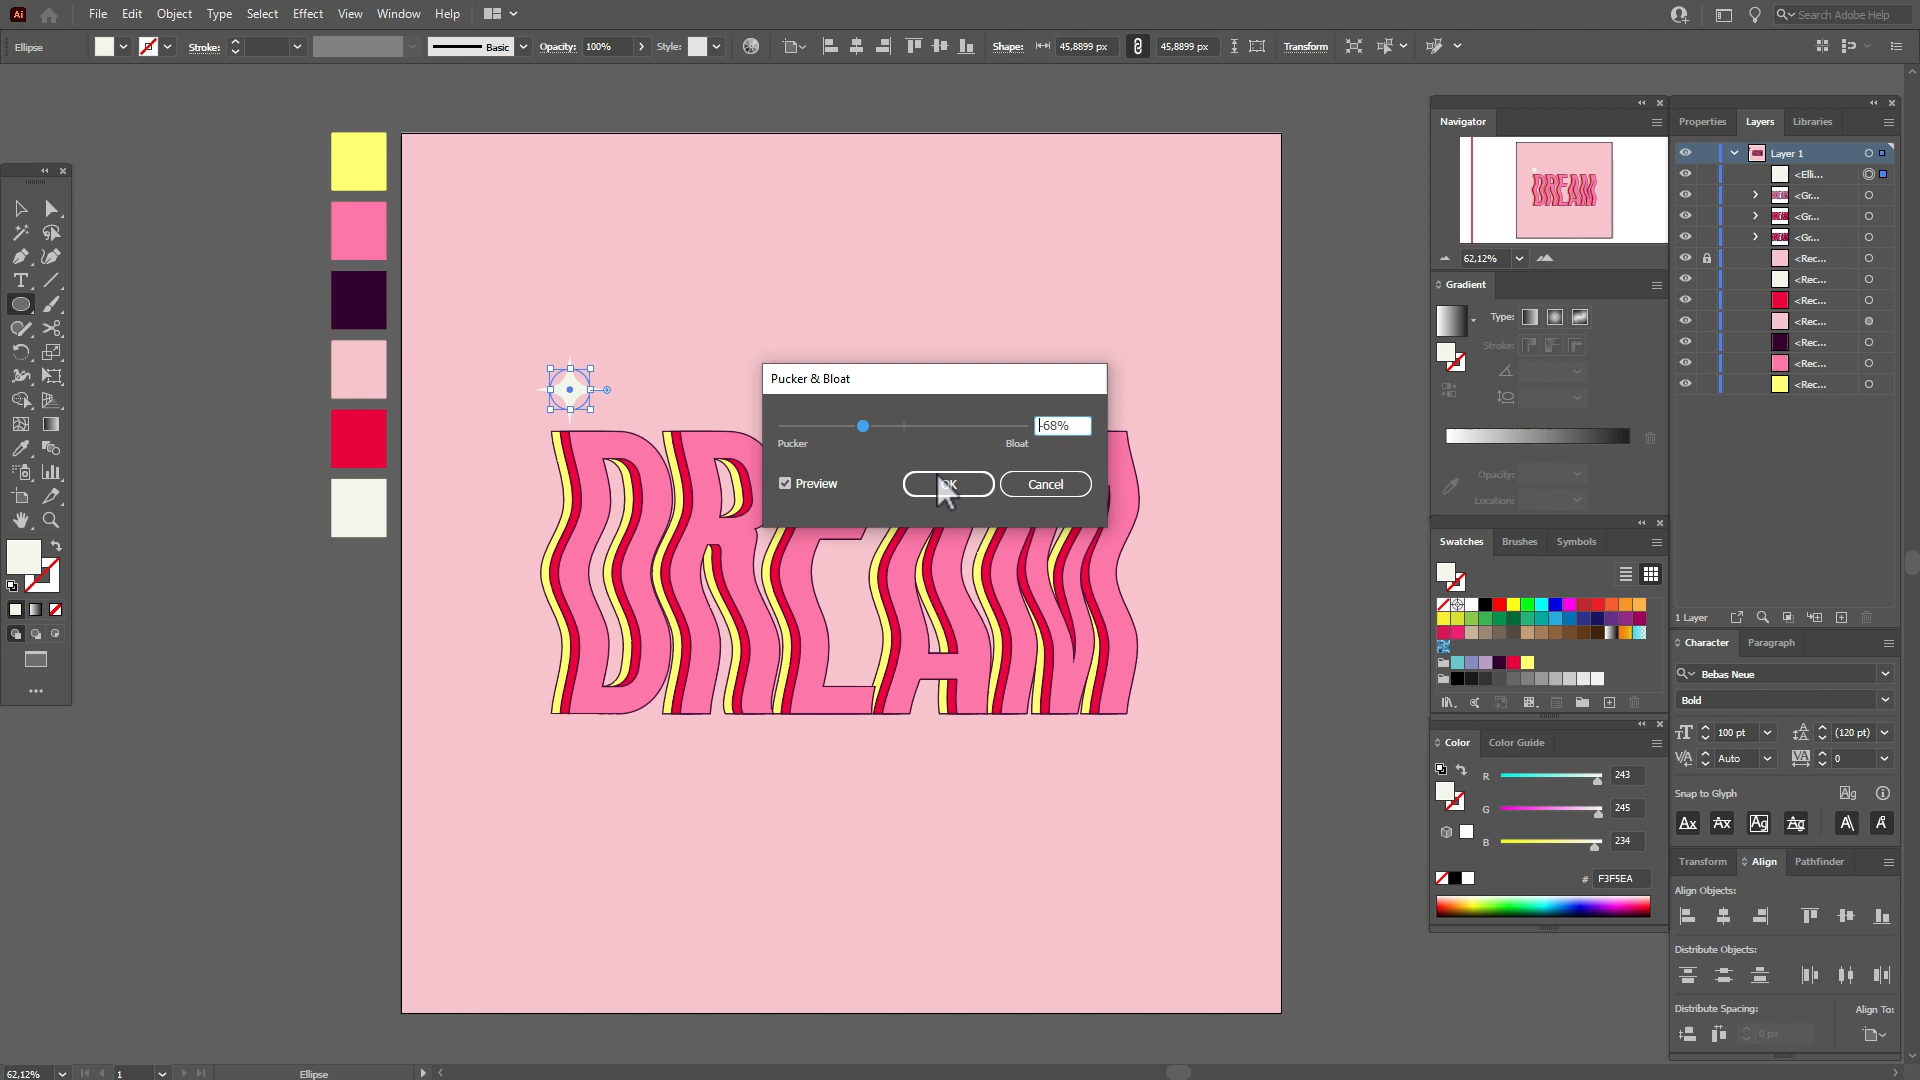 Ai File Edit Object Type Select Effect View Window Help Search Adobe Help
Ellipse Stroke: Basic Opacity: 100% Style: Shape: 45,8899 px 45,8899 px Transform
Navigator
62,12%
Gradient
Type:
Stroke:
Opacity:
Location:
Swatches Brushes Symbols
Color Color Guide
R 243
G 245
B 234
# F3F5EA
Properties Layers Libraries
Layer 1
<Elli...
<Gr...
<Gr...
<Gr...
<Rec...
<Rec...
<Rec...
<Rec...
<Rec...
<Rec...
<Rec...
1 Layer
Character Paragraph
Bebas Neue
Bold
100 pt (120 pt)
Auto 0
Snap to Glyph
Transform Align Pathfinder
Align Objects:
Distribute Objects:
Distribute Spacing: Align To:
0 px
Pucker & Bloat
-68%
Pucker Bloat
Preview OK Cancel
DREAM
62,12% 1 Ellipse